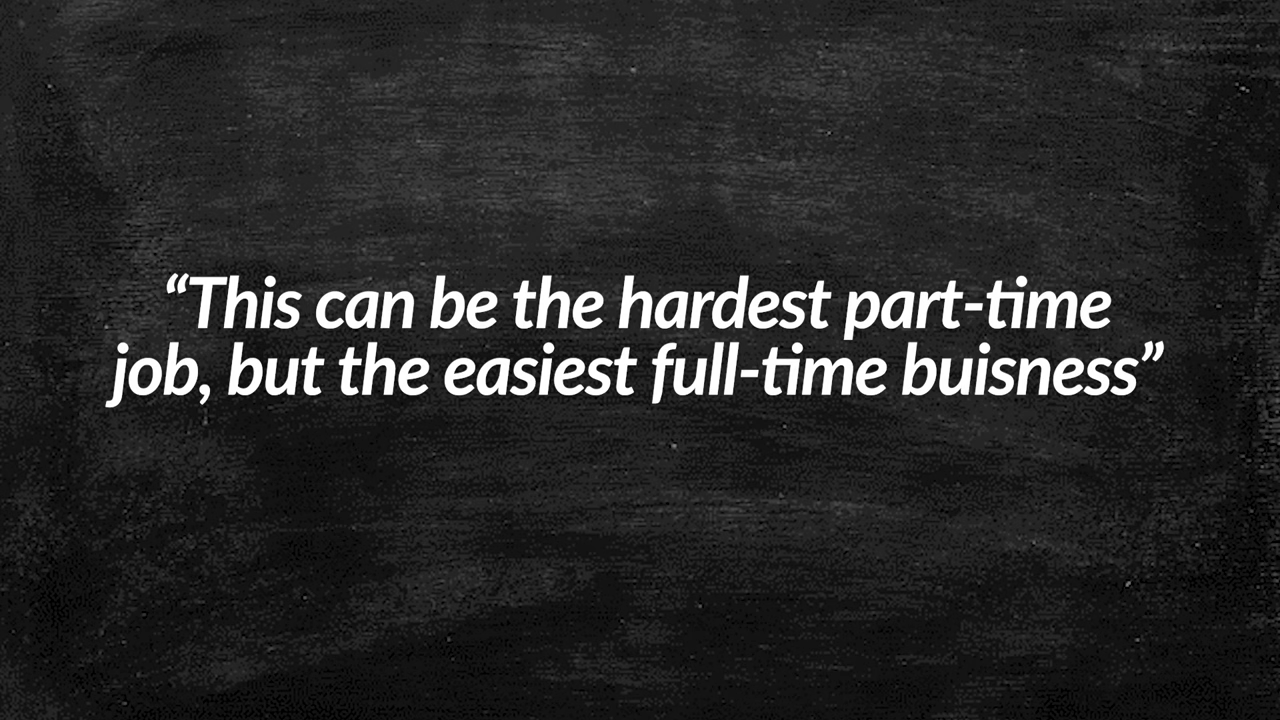 “This can be the hardest part-time
job, but the easiest full-time buisness”